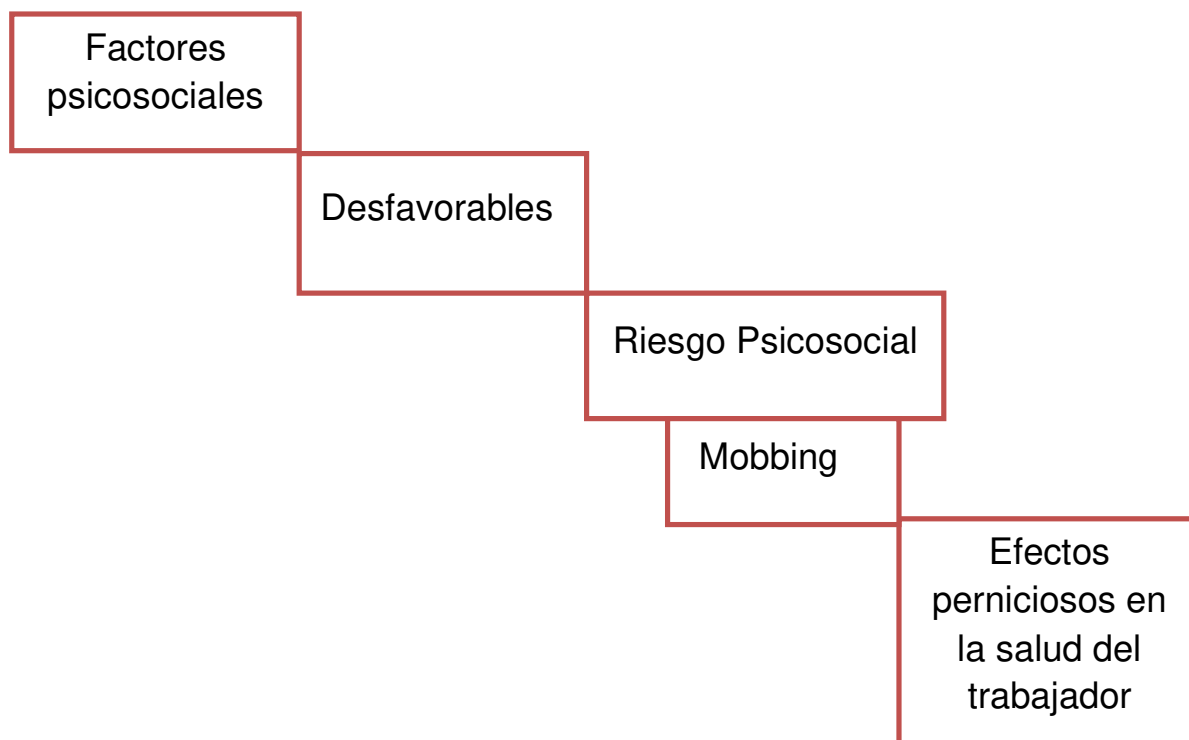 Factores
psicosociales
Desfavorables
Riesgo Psicosocial
Mobbing
Efectos
perniciosos en
la salud del
trabajador